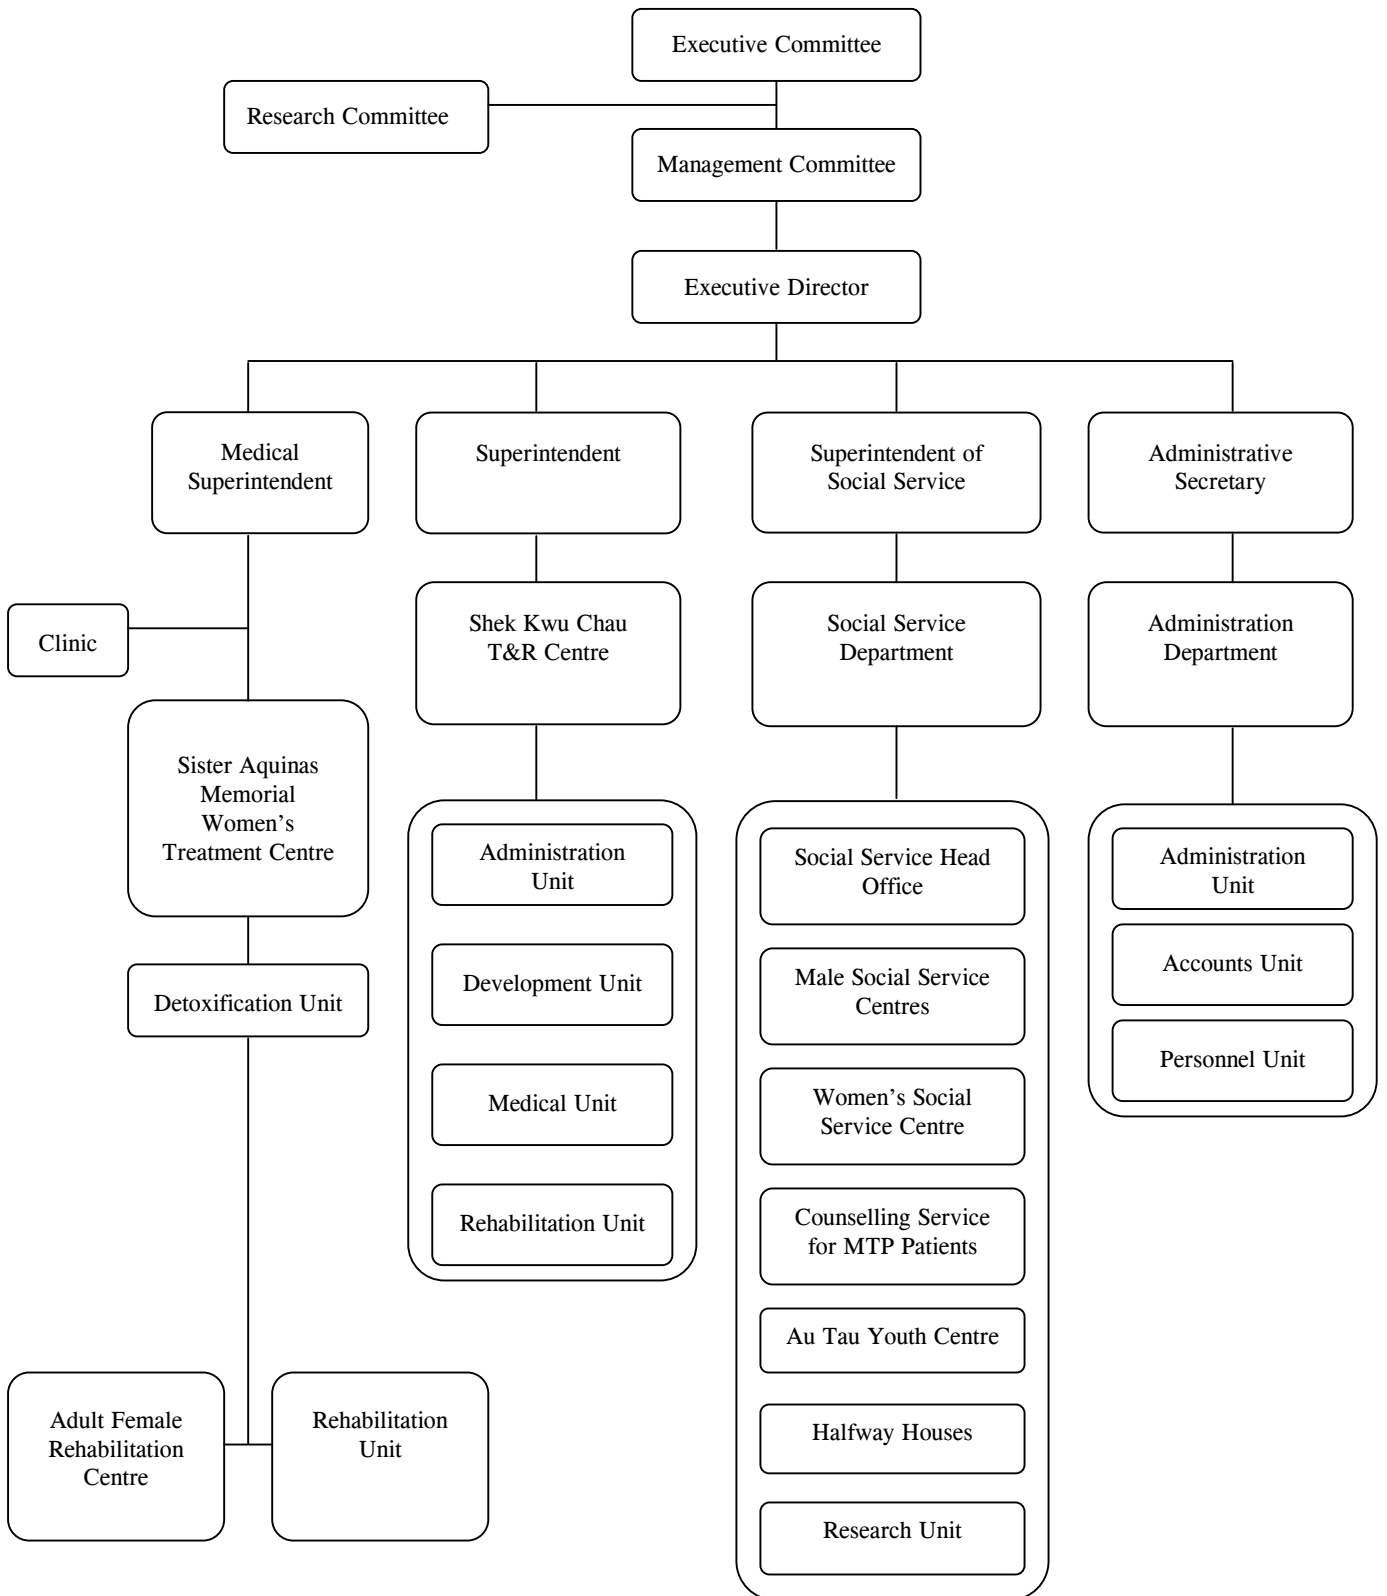 Executive Committee
Research Committee
Management Committee
Executive Director
Medical
Superintendent
Superintendent
Superintendent of
Social Service
Administrative
Secretary
Clinic
Shek Kwu Chau
T&R Centre
Social Service
Department
Administration
Department
Sister Aquinas
Memorial
Women's
Treatment Centre
Detoxification Unit
Adult Female
Rehabilitation
Centre
Rehabilitation
Unit
Administration
Unit
Development Unit
Medical Unit
Rehabilitation Unit
Social Service Head
Office
Male Social Service
Centres
Women's Social
Service Centre
Counselling Service
for MTP Patients
Au Tau Youth Centre
Halfway Houses
Research Unit
Administration
Unit
Accounts Unit
Personnel Unit